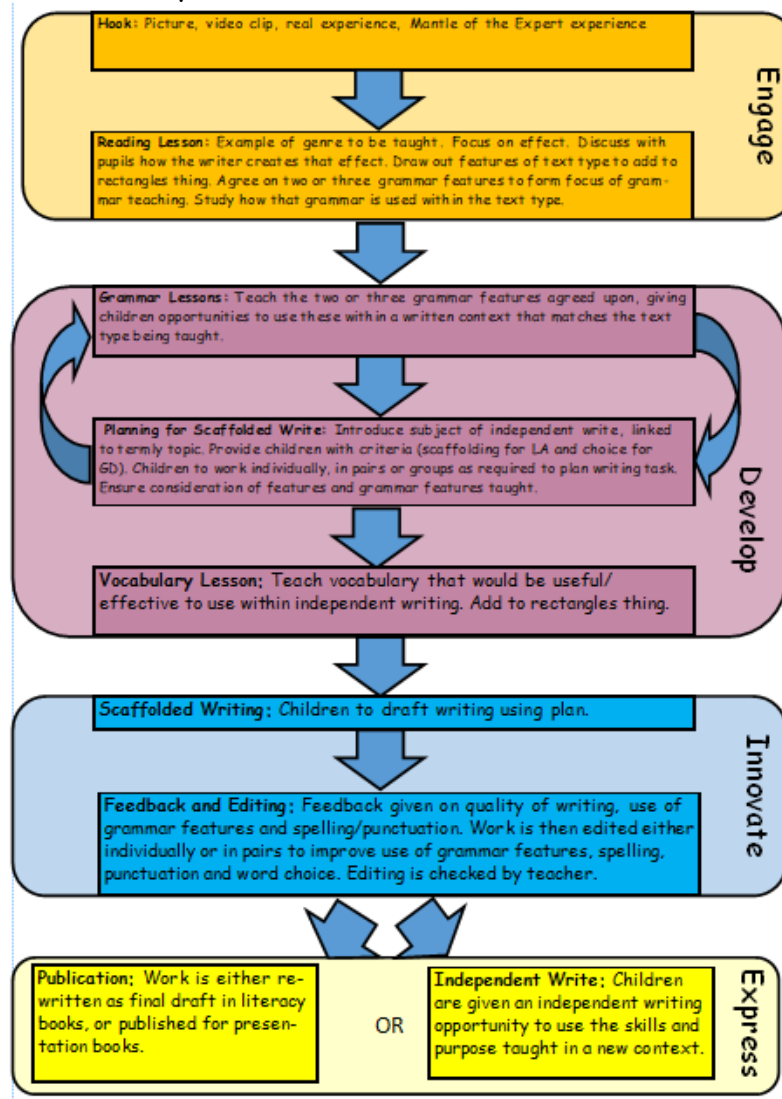 Hook: Picture, video clip, real experience, Mantle of the Expert experience
Engage
Reading Lesson: Example of genre to be taught. Focus on effect. Discuss with
pupils how the writer creates that effect. Draw out features of text type to add to
rectangles thing. Agree on two or three grammar features to form focus of gram-
mar teaching. Study how that grammar is used within the text type.
Grammar Lessons: Teach the two or three grammar features agreed upon, giving
children opportunities to use these within a written context that matches the text
type being taught.
Planning for Scaffolded Write: Introduce subject of independent write, linked
to termly topic. Provide children with criteria (scaffolding for LA and choice for
GD). Children to work individually, in pairs or groups as required to plan writing task.
Ensure consideration of features and grammar features taught.
Develop
Vocabulary Lesson: Teach vocabulary that would be useful/
effective to use within independent writing. Add to rectangles thing.
Scaffolded Writing: Children to draft writing using plan.
Innovate
Feedback and Editing: Feedback given on quality of writing, use of
grammar features and spelling/punctuation. Work is then edited either
individually or in pairs to improve use of grammar features, spelling,
punctuation and word choice. Editing is checked by teacher.
Publication: Work is either re-
written as final draft in literacy
books, or published for presen-
tation books.
OR
Independent Write: Children
are given an independent writing
opportunity to use the skills and
purpose taught in a new context.
Express